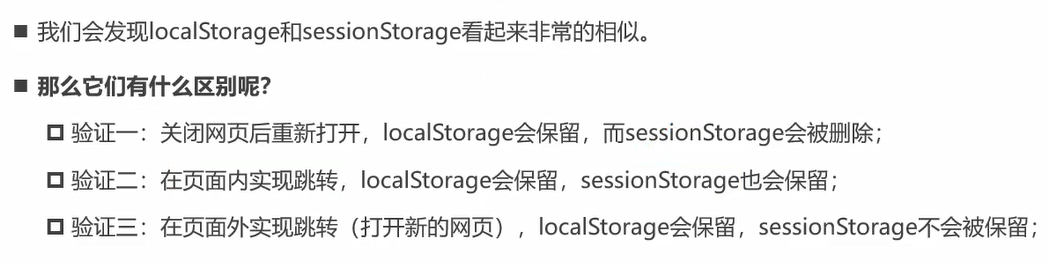 ■ 我们会发现localStorage和sessionStorage看起来非常的相似。
■ 那么它们有什么区别呢？
验证一：关闭网页后重新打开，localStorage会保留，而sessionStorage会被删除；
验证二：在页面内实现跳转，localStorage会保留，sessionStorage也会保留；
验证三：在页面外实现跳转（打开新的网页），localStorage会保留，sessionStorage不会被保留；